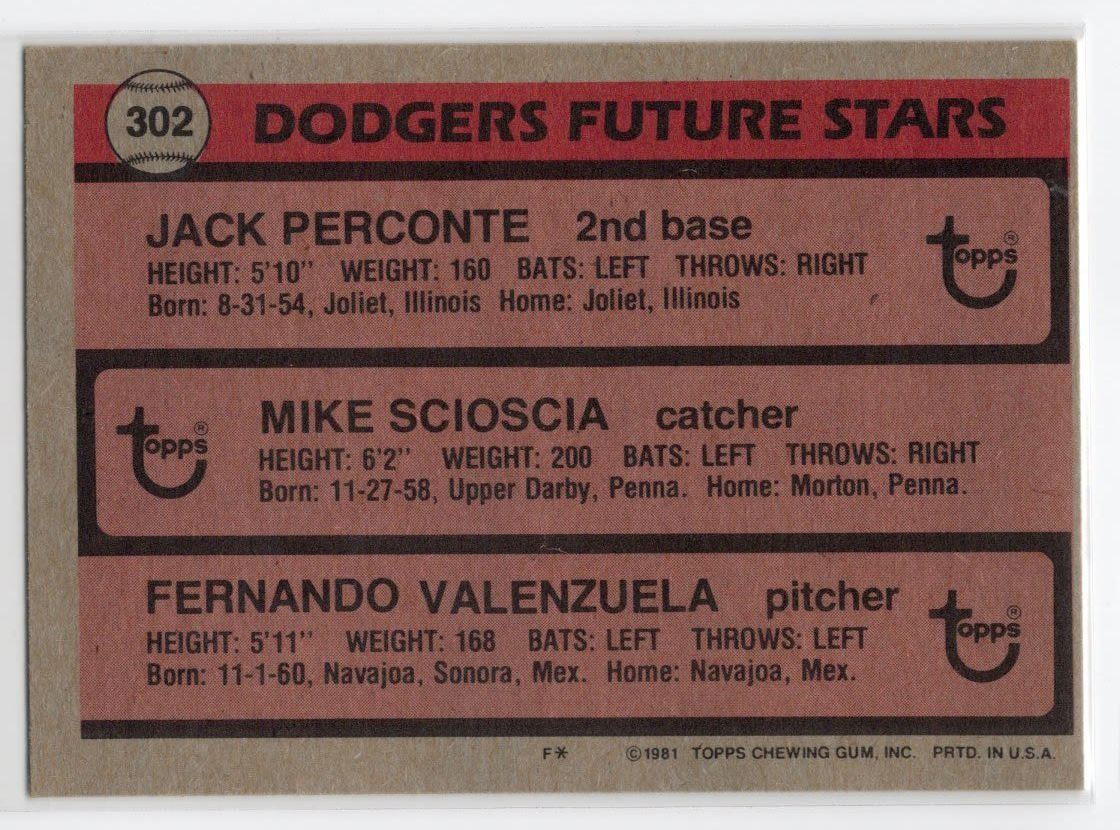 302 DODGERS FUTURE STARS
JACK PERCONTE 2nd base
HEIGHT: 5'10" WEIGHT: 160 BATS: LEFT THROWS: RIGHT
Born: 8-31-54, Joliet, Illinois Home: Joliet, Illinois
topps®
MIKE SCIOSCIA catcher
HEIGHT: 6'2" WEIGHT: 200 BATS: LEFT THROWS: RIGHT
Born: 11-27-58, Upper Darby, Penna. Home: Morton, Penna.
topps®
FERNANDO VALENZUELA pitcher
HEIGHT: 5'11" WEIGHT: 168 BATS: LEFT THROWS: LEFT
Born: 11-1-60, Navajoa, Sonora, Mex. Home: Navajoa, Mex.
topps®
F* ©1981 TOPPS CHEWING GUM, INC. PRTD. IN U.S.A.